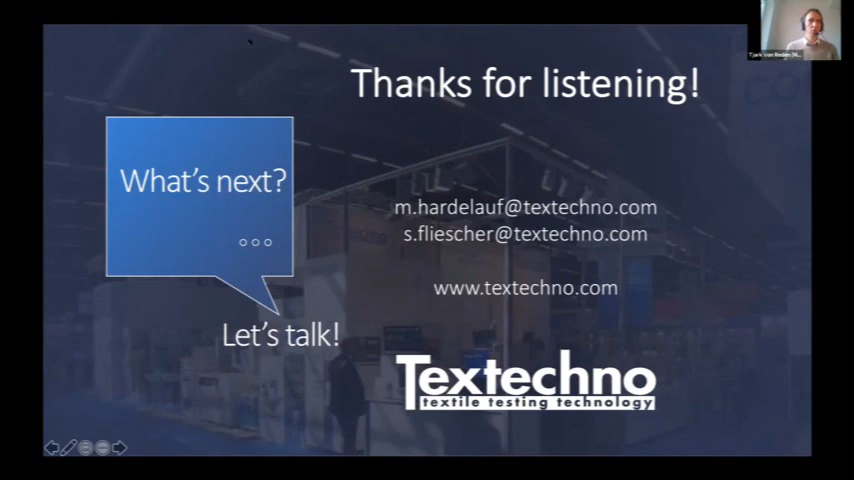 Thanks for listening!
What's next?
m.hardelauf@textechno.com
s.fliescher@textechno.com
www.textechno.com
Let's talk!
Textechno
textile testing technology